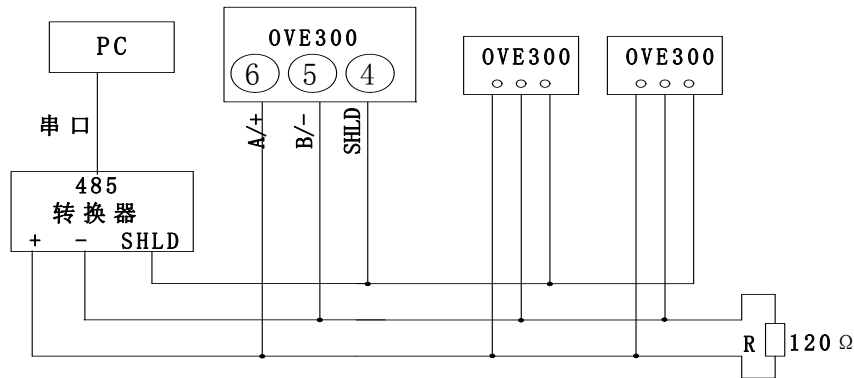 PC
串口
485
转换器
+ - SHLD
OVE300
6 5 4
A/+
B/-
SHLD
OVE300
OVE300
R
120Ω